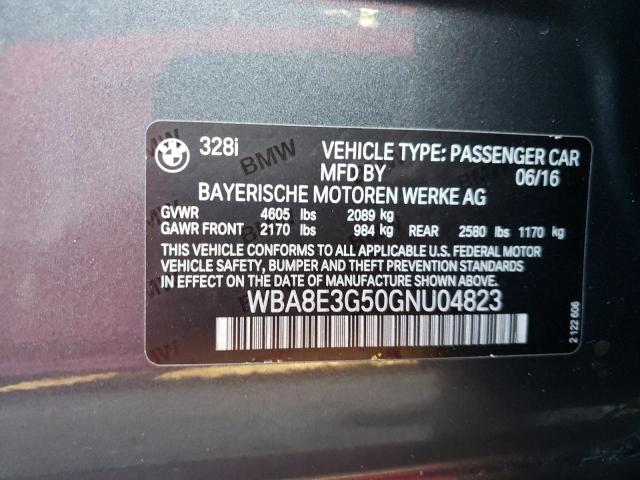 328i VEHICLE TYPE: PASSENGER CAR
MFD BY 06/16
BAYERISCHE MOTOREN WERKE AG
GVWR 4605 lbs 2089 kg
GAWR FRONT 2170 lbs 984 kg REAR 2580 lbs 1170 kg
THIS VEHICLE CONFORMS TO ALL APPLICABLE U.S. FEDERAL MOTOR
VEHICLE SAFETY, BUMPER AND THEFT PREVENTION STANDARDS
IN EFFECT ON THE DATE OF MANUFACTURE SHOWN ABOVE.
WBA8E3G50GNU04823
2 122 606
BMW